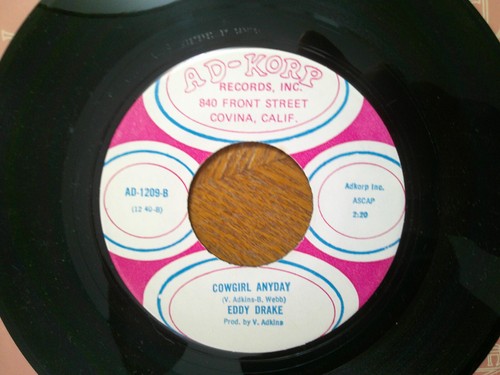 AD-KORP
RECORDS, INC.
840 FRONT STREET
COVINA, CALIF.
AD-1209-B
(12 40-B)
Adkorp Inc.
ASCAP
2:20
COWGIRL ANYDAY
(V. Adkins-B. Webb)
EDDY DRAKE
Prod. by V. Adkins